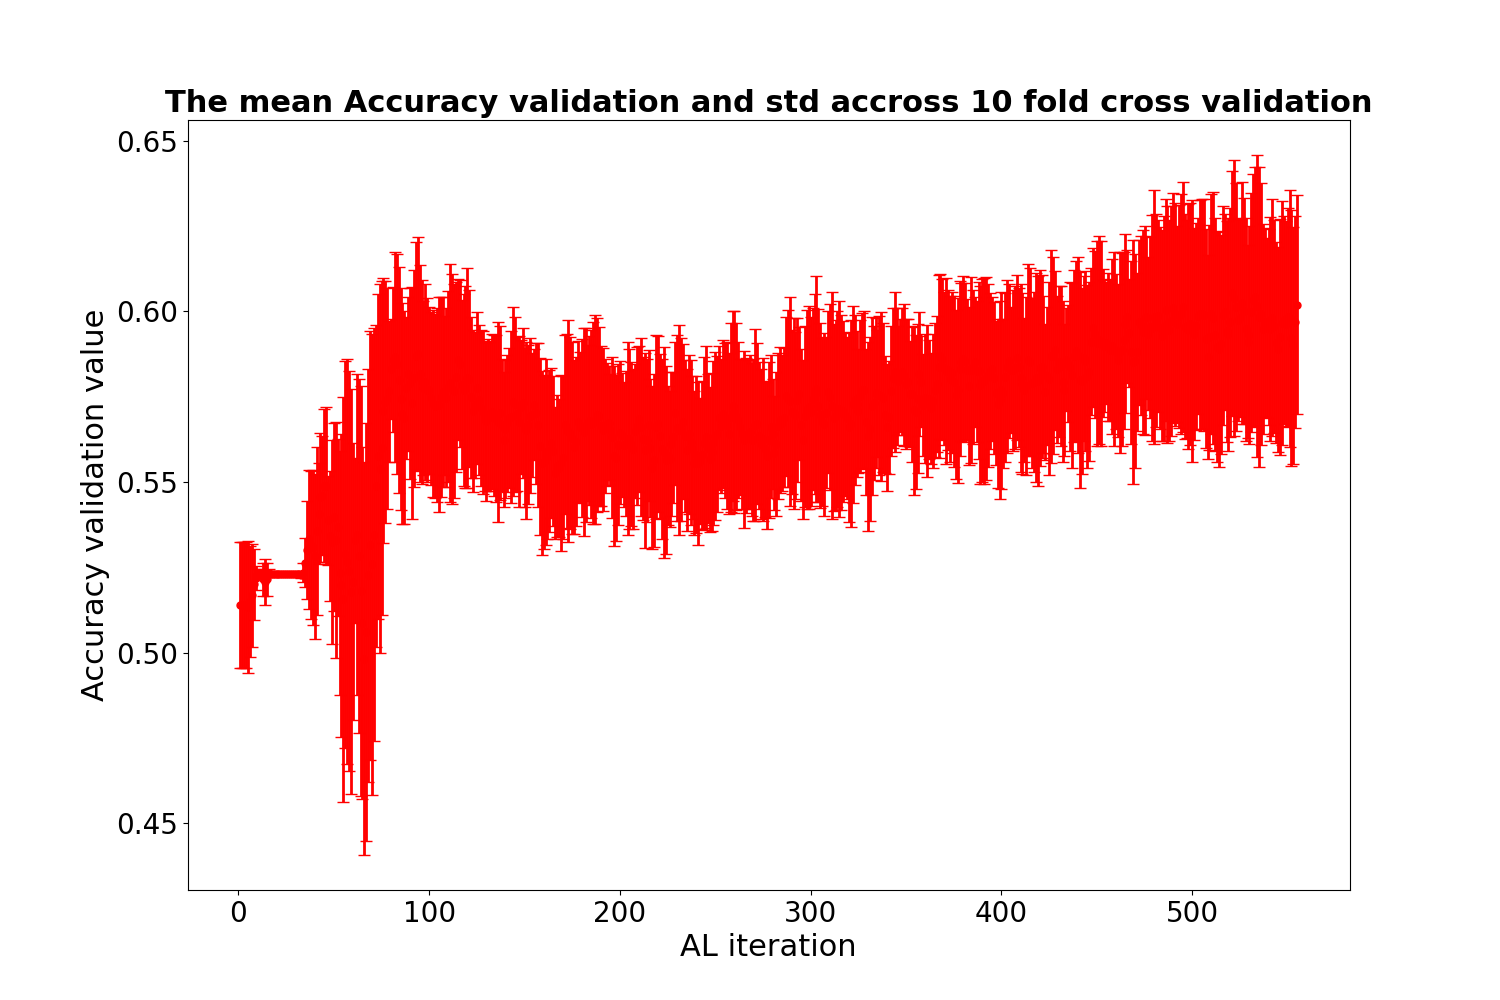 The mean Accuracy validation and std accross 10 fold cross validation
Accuracy validation value
0.65
0.60
0.55
0.50
0.45
0 100 200 300 400 500
AL iteration